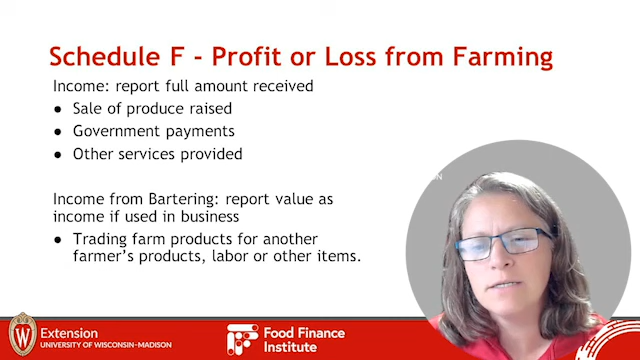 Schedule F - Profit or Loss from Farming
Income: report full amount received
● Sale of produce raised
● Government payments
● Other services provided
Income from Bartering: report value as
income if used in business
● Trading farm products for another
farmer's products, labor or other items.
W
Extension
UNIVERSITY OF WISCONSIN-MADISON
Food Finance
Institute